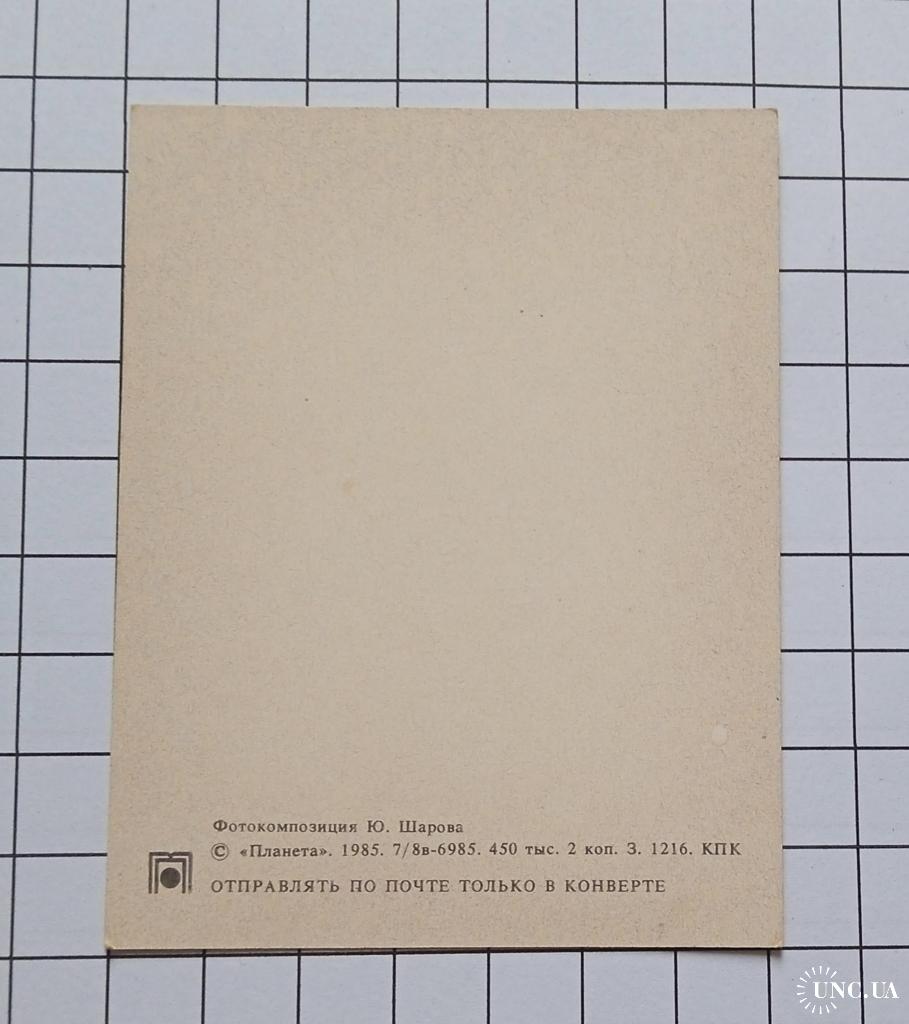 Фотокомпозиция Ю. Шарова
© «Планета». 1985. 7/8в-6985. 450 тыс. 2 коп. З. 1216. КПК
ОТПРАВЛЯТЬ ПО ПОЧТЕ ТОЛЬКО В КОНВЕРТЕ
UNC.UA